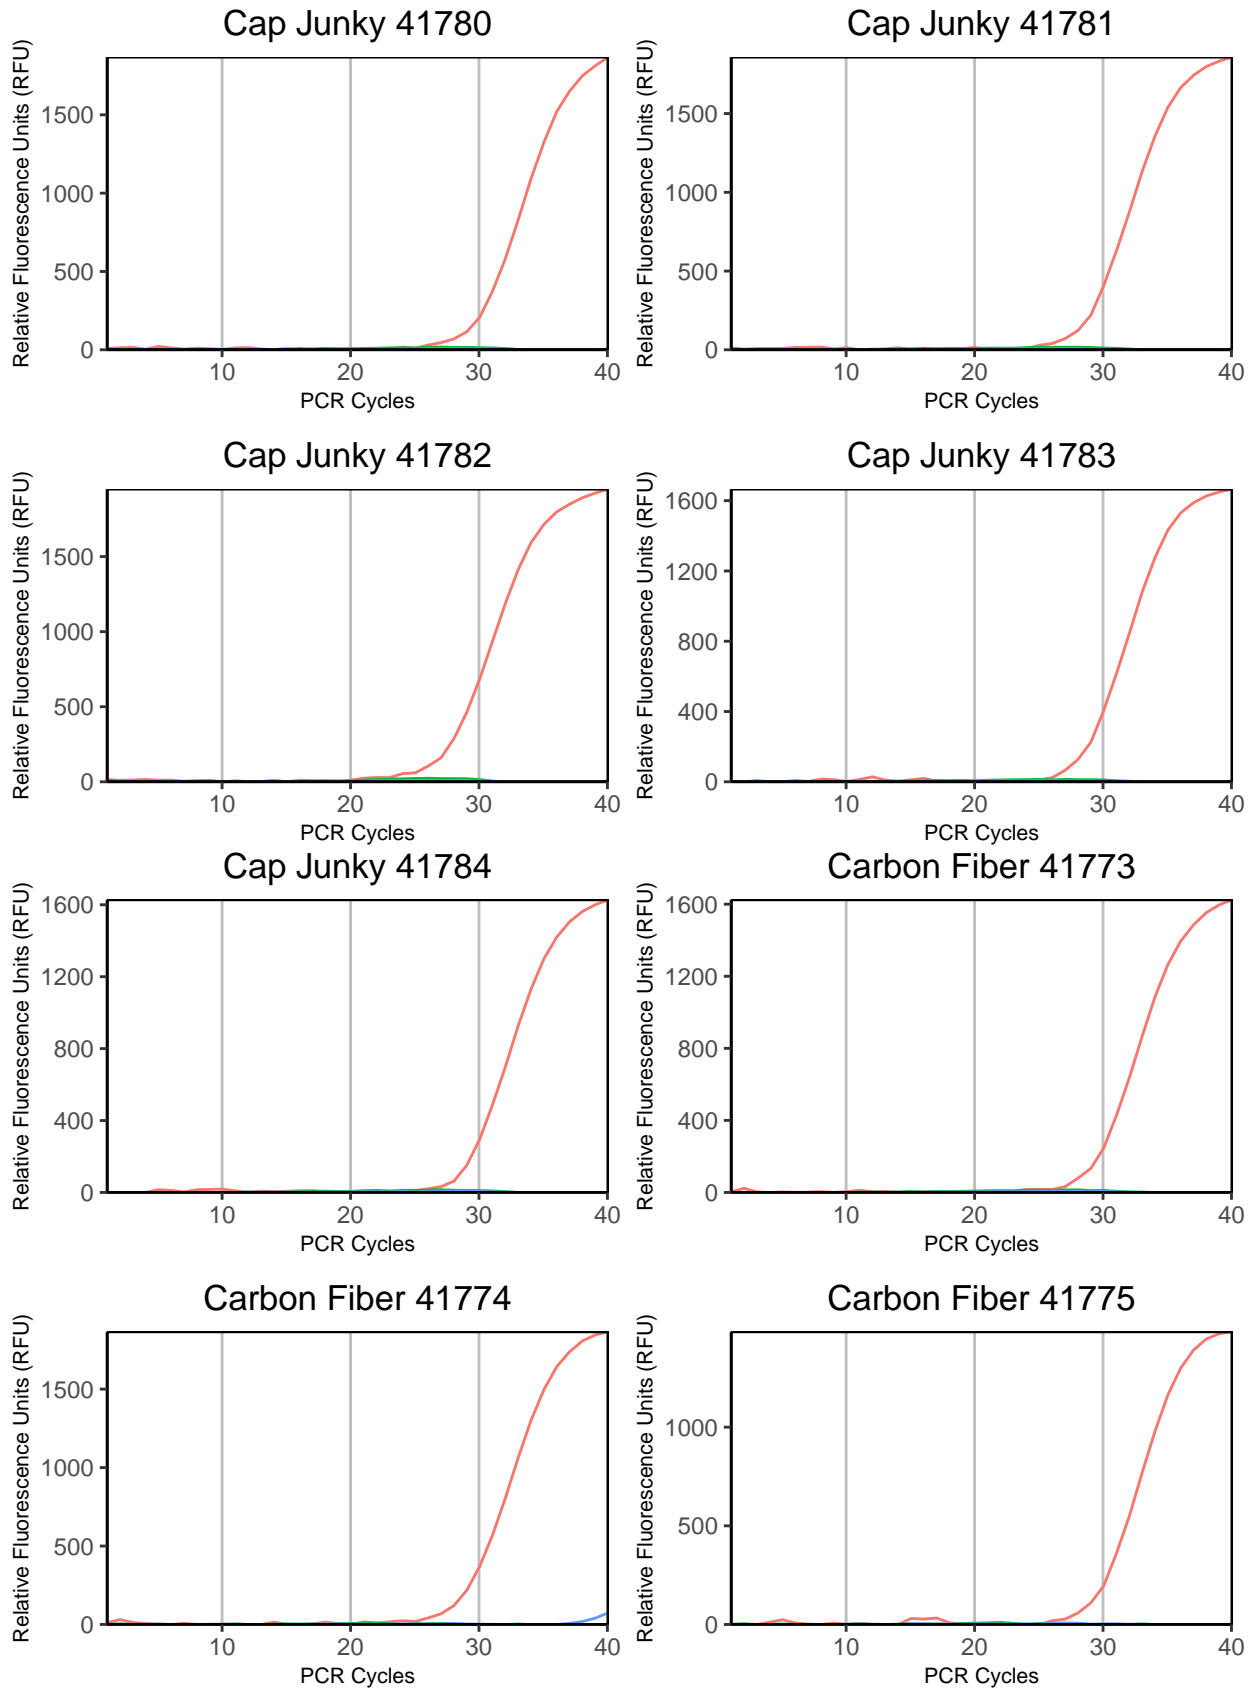 Cap Junky 41780
Relative Fluorescence Units (RFU)
1500
1000
500
0
10 20 30 40
PCR Cycles
Cap Junky 41781
Relative Fluorescence Units (RFU)
1500
1000
500
0
10 20 30 40
PCR Cycles
Cap Junky 41782
Relative Fluorescence Units (RFU)
1500
1000
500
0
10 20 30 40
PCR Cycles
Cap Junky 41783
Relative Fluorescence Units (RFU)
1600
1200
800
400
0
10 20 30 40
PCR Cycles
Cap Junky 41784
Relative Fluorescence Units (RFU)
1600
1200
800
400
0
10 20 30 40
PCR Cycles
Carbon Fiber 41773
Relative Fluorescence Units (RFU)
1600
1200
800
400
0
10 20 30 40
PCR Cycles
Carbon Fiber 41774
Relative Fluorescence Units (RFU)
1500
1000
500
0
10 20 30 40
PCR Cycles
Carbon Fiber 41775
Relative Fluorescence Units (RFU)
1000
500
0
10 20 30 40
PCR Cycles